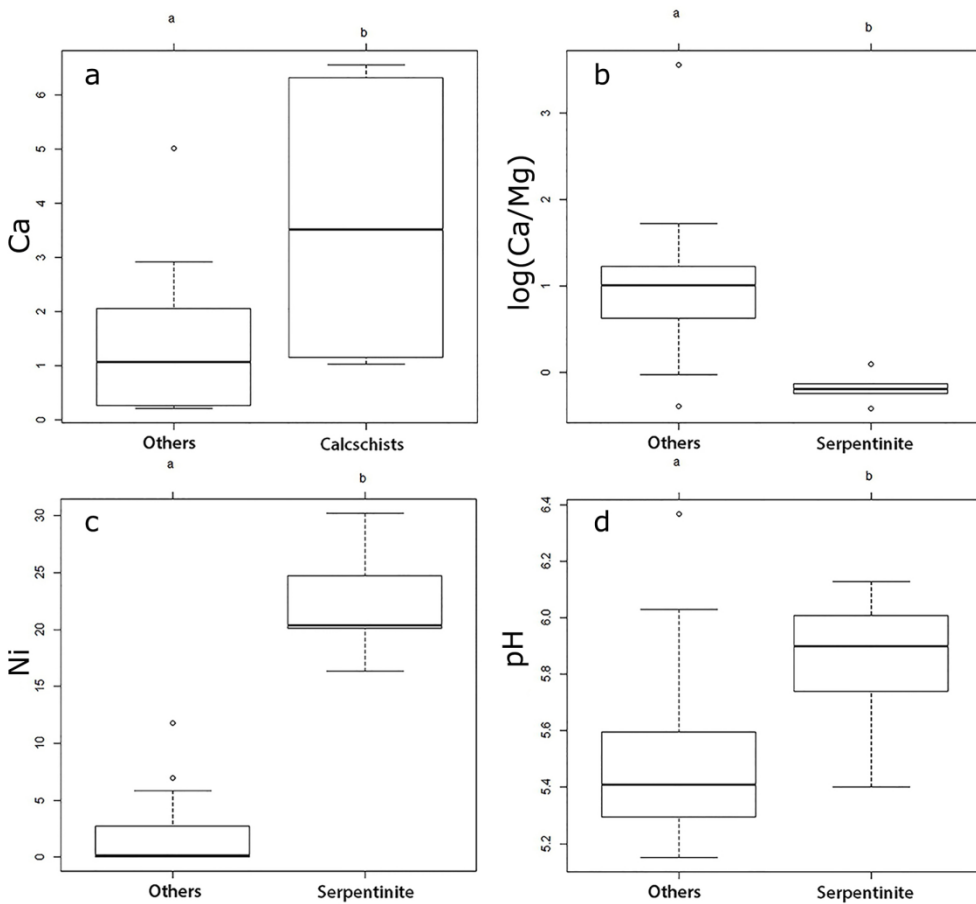 a b
a
Ca
6
5
4
3
2
1
0
Others Calcschists
a b
b
log(Ca/Mg)
3
2
1
0
Others Serpentinite
a b
c
Ni
30
25
20
15
10
5
0
Others Serpentinite
a b
d
pH
6.4
6.2
6.0
5.8
5.6
5.4
5.2
Others Serpentinite